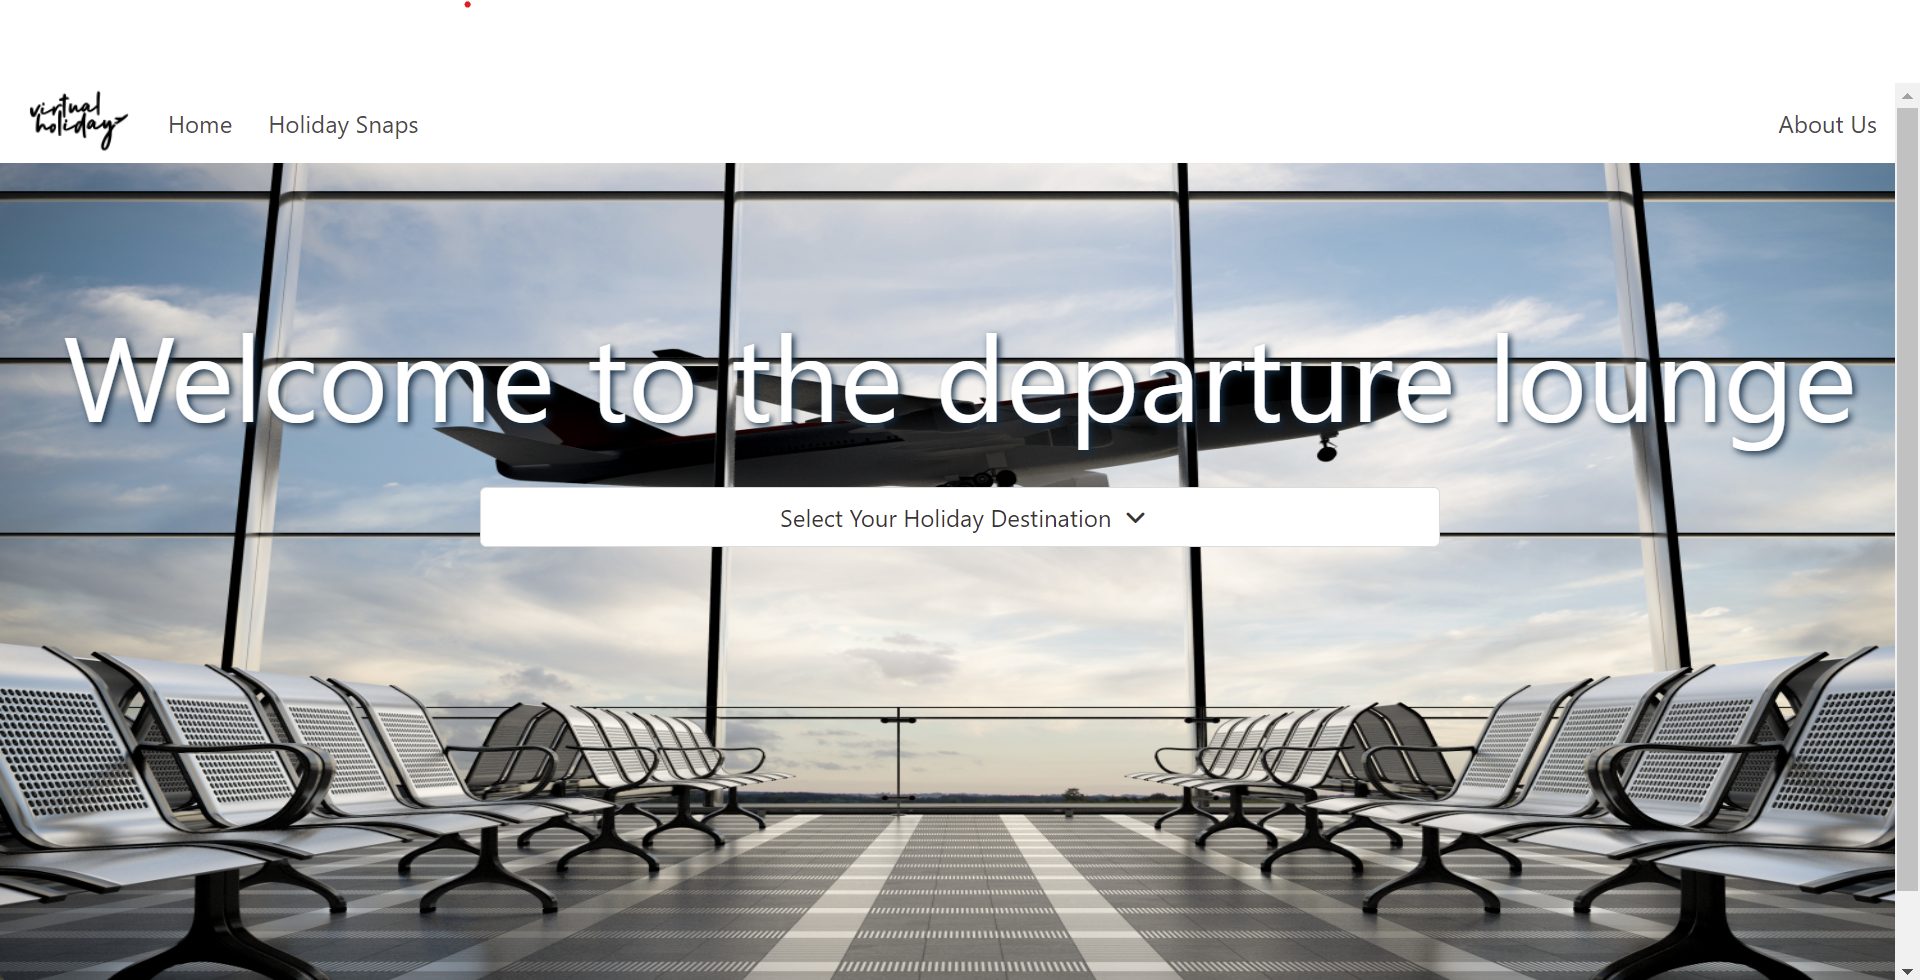 virtual
holiday
Home
Holiday Snaps
About Us
Welcome to the departure lounge
Select Your Holiday Destination